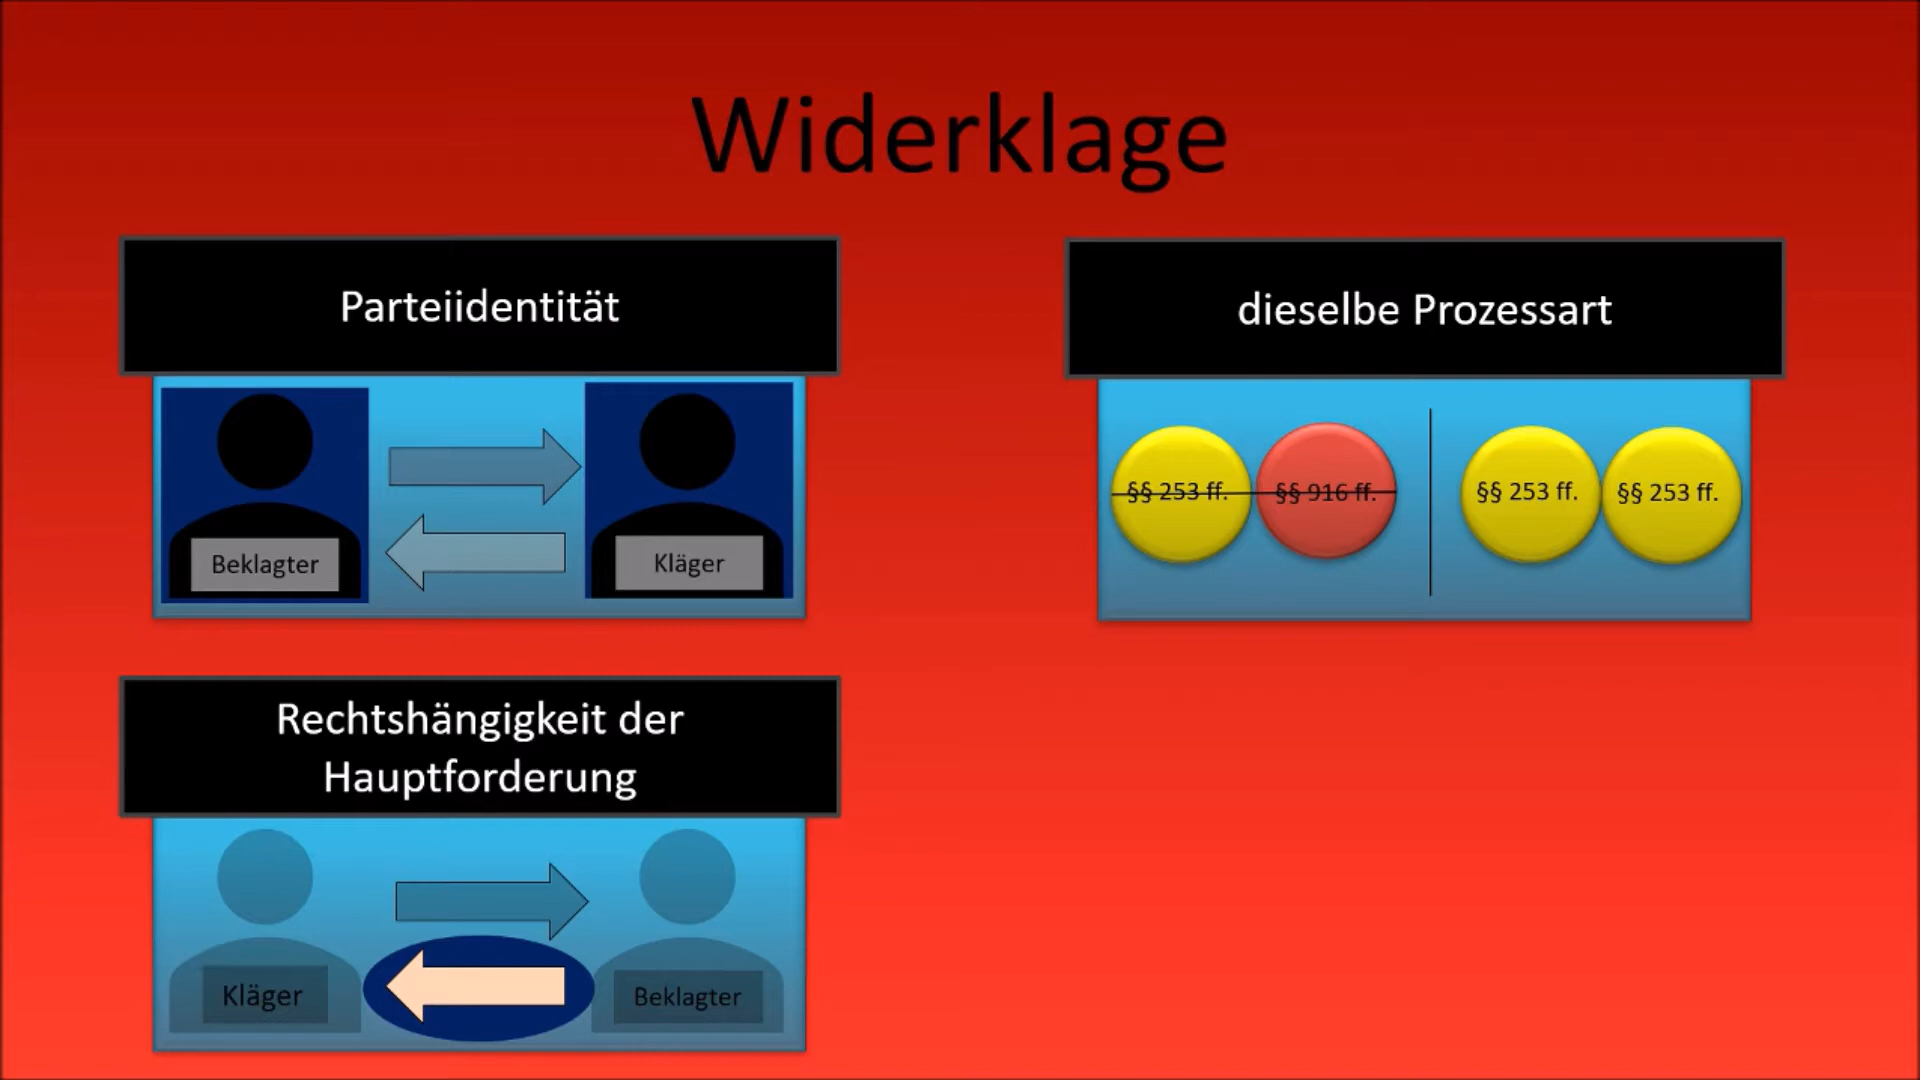 Widerklage
Parteiidentität
Beklagter
Kläger
dieselbe Prozessart
§§ 253 ff.
§§ 916 ff.
§§ 253 ff.
§§ 253 ff.
Rechtshängigkeit der
Hauptforderung
Kläger
Beklagter